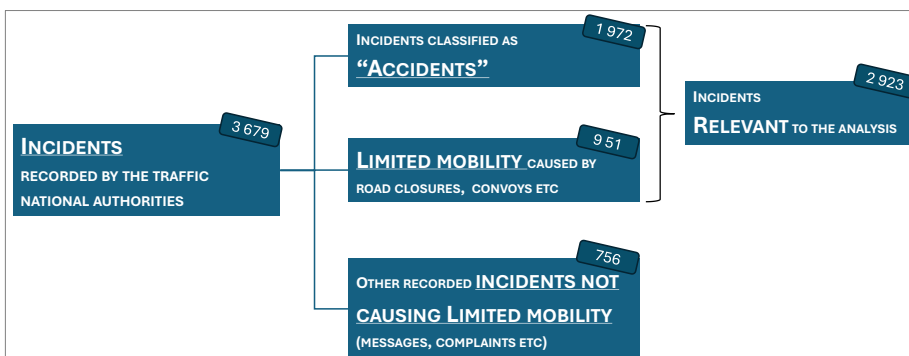 3 679
INCIDENTS
RECORDED BY THE TRAFFIC
NATIONAL AUTHORITIES
1 972
INCIDENTS CLASSIFIED AS
“ACCIDENTS”
951
LIMITED MOBILITY CAUSED BY
ROAD CLOSURES, CONVOYS ETC
756
OTHER RECORDED INCIDENTS NOT
CAUSING LIMITED MOBILITY
(MESSAGES, COMPLAINTS ETC)
2 923
INCIDENTS
RELEVANT TO THE ANALYSIS